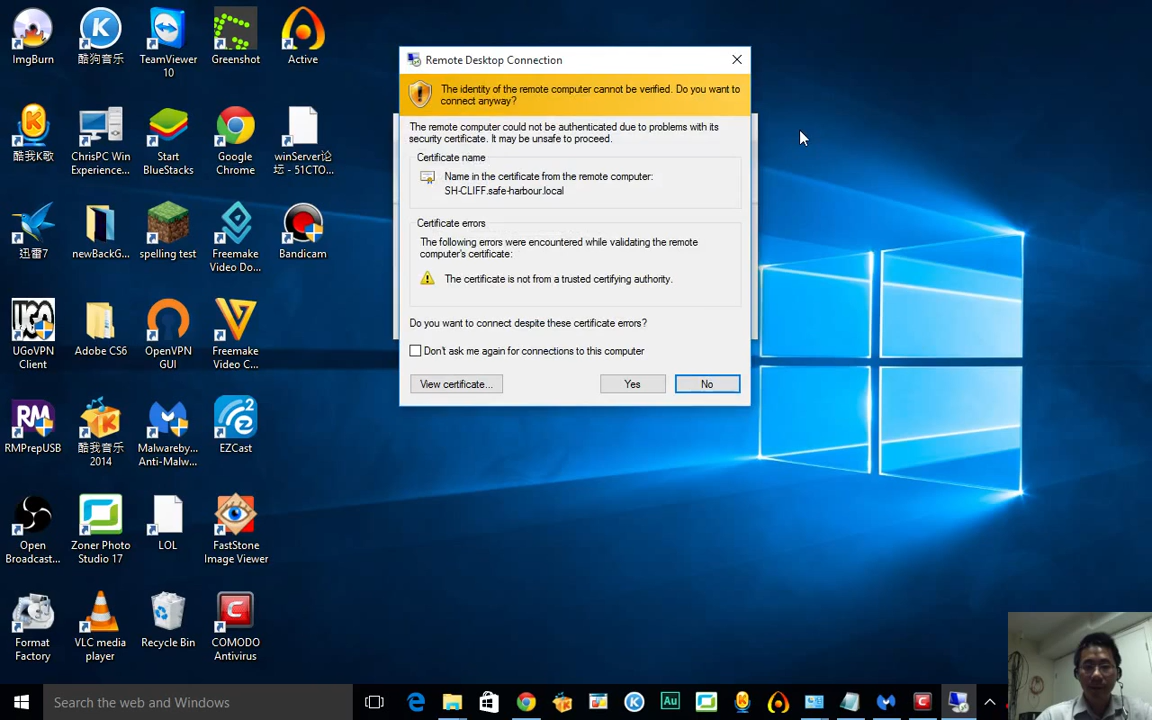 ImgBurn
酷狗音乐
TeamViewer
10
Greenshot
Active
Remote Desktop Connection
The identity of the remote computer cannot be verified. Do you want to
connect anyway?
The remote computer could not be authenticated due to problems with its
security certificate. It may be unsafe to proceed.
Certificate name
Name in the certificate from the remote computer:
SH-CLIFF.safe-harbour.local
Certificate errors
The following errors were encountered while validating the remote
computer's certificate:
The certificate is not from a trusted certifying authority.
Do you want to connect despite these certificate errors?
Don't ask me again for connections to this computer
View certificate...
Yes
No
酷我K歌
ChrisPC Win
Experience...
Start
BlueStacks
Google
Chrome
winServer论
坛 - 51CTO...
迅雷7
newBackG...
spelling test
Freemake
Video Do...
Bandicam
UGO
UGoVPN
Client
Adobe CS6
OpenVPN
GUI
Freemake
Video C...
RM
RMPrepUSB
酷我音乐
2014
Malwareby...
Anti-Malw...
EZCast
Open
Broadcast...
Zoner Photo
Studio 17
LOL
FastStone
Image Viewer
Format
Factory
VLC media
player
Recycle Bin
COMODO
Antivirus
Search the web and Windows
Au